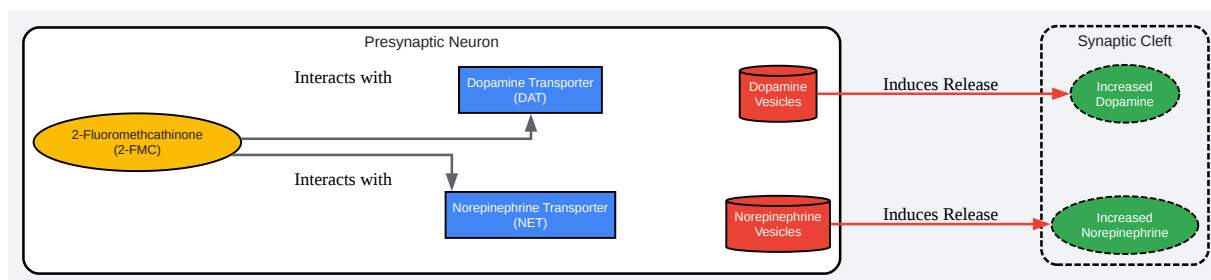 Presynaptic Neuron
Synaptic Cleft
Interacts with
Dopamine Transporter
(DAT)
Dopamine
Vesicles
Induces Release
Increased
Dopamine
2-Fluoromethcathinone
(2-FMC)
Interacts with
Norepinephrine Transporter
(NET)
Norepinephrine
Vesicles
Induces Release
Increased
Norepinephrine